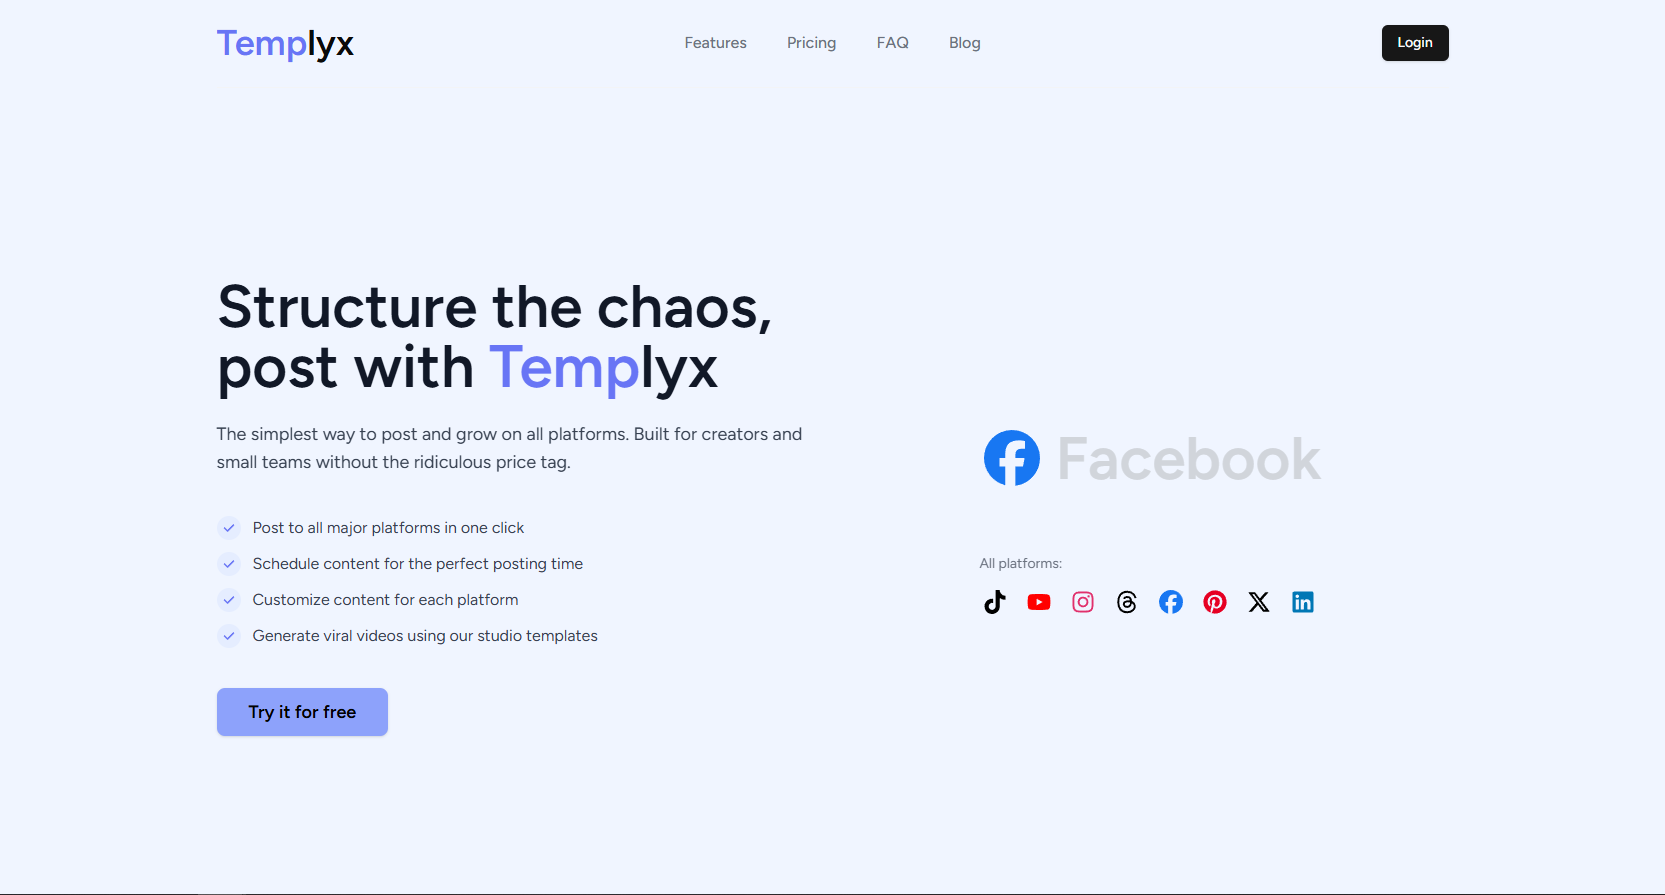 Templyx
Features
Pricing
FAQ
Blog
Login
Structure the chaos,
post with Templyx
The simplest way to post and grow on all platforms. Built for creators and
small teams without the ridiculous price tag.
Post to all major platforms in one click
Schedule content for the perfect posting time
Customize content for each platform
Generate viral videos using our studio templates
Try it for free
Facebook
All platforms: